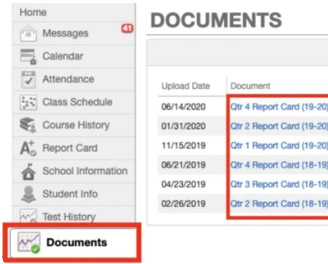 Home
Messages 41
Calendar
Attendance
Class Schedule
Course History
A+ Report Card
School Information
Student Info
Test History
Documents
DOCUMENTS
Upload Date Document
06/14/2020 Qtr 4 Report Card (19-20)
01/31/2020 Qtr 2 Report Card (19-20)
11/15/2019 Qtr 1 Report Card (19-20)
06/21/2019 Qtr 4 Report Card (18-19)
04/23/2019 Qtr 3 Report Card (18-19)
02/26/2019 Qtr 2 Report Card (18-19)